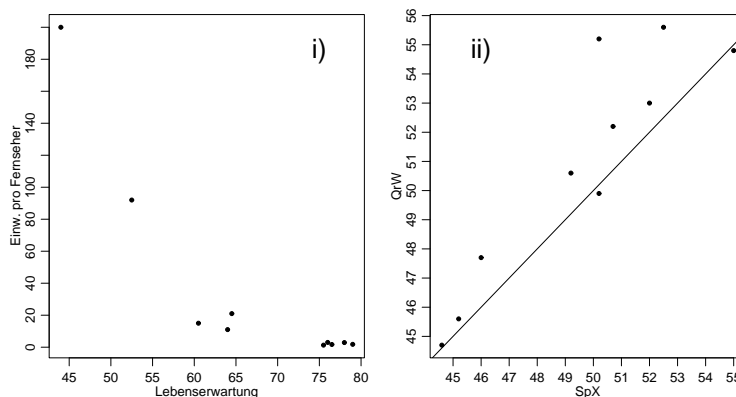 i)
Einw. pro Fernseher
0 20 40 60 80 100 140 180
45 50 55 60 65 70 75 80
Lebenserwartung
ii)
QrW
45 46 47 48 49 50 51 52 53 54 55 56
45 46 47 48 49 50 51 52 53 54 55
SpX